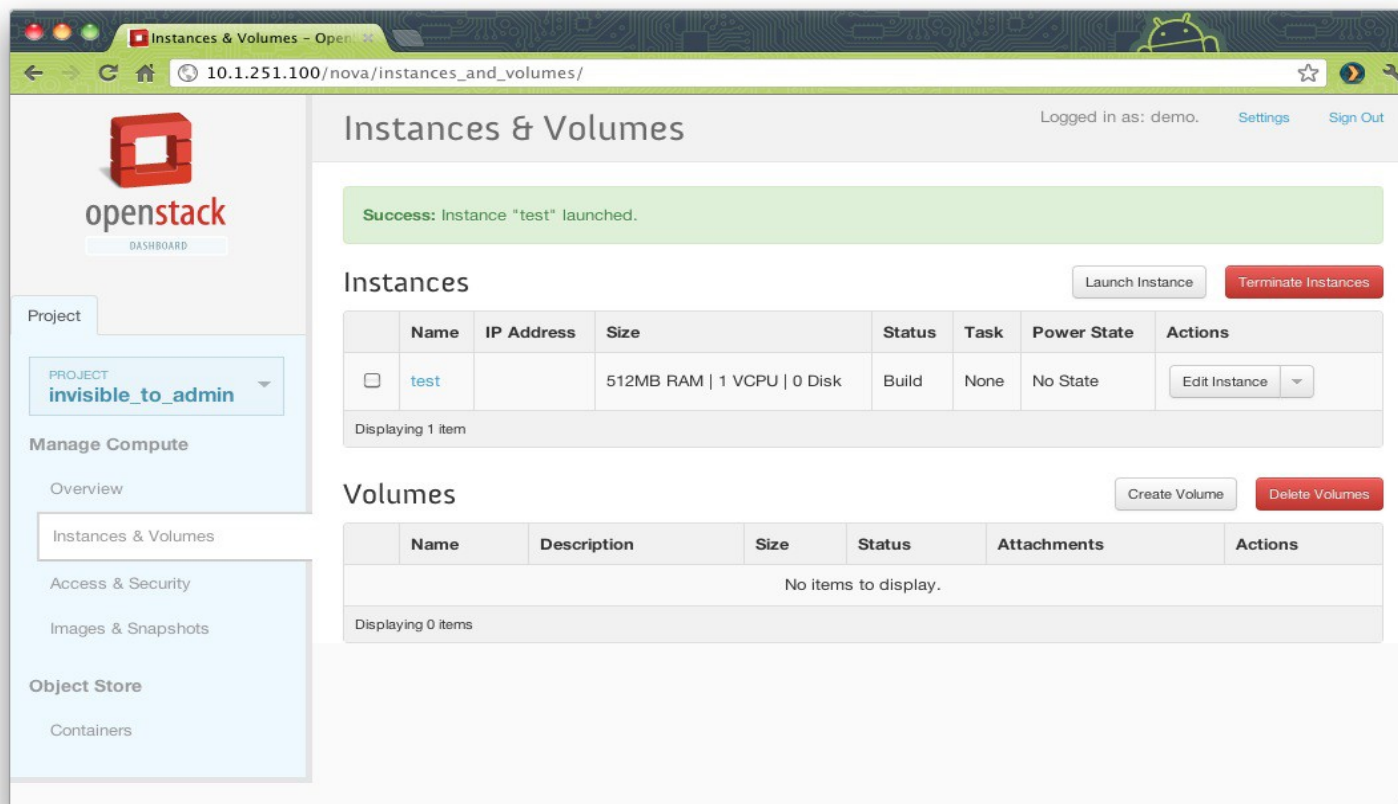 Instances & Volumes – Open
10.1.251.100/nova/instances_and_volumes/
openstack
DASHBOARD
Project
PROJECT
invisible_to_admin
Manage Compute
Overview
Instances & Volumes
Access & Security
Images & Snapshots
Object Store
Containers
Instances & Volumes
Logged in as: demo. Settings Sign Out
Success: Instance "test" launched.
Instances
Launch Instance Terminate Instances
Name IP Address Size Status Task Power State Actions
test 512MB RAM | 1 VCPU | 0 Disk Build None No State Edit Instance
Displaying 1 item
Volumes
Create Volume Delete Volumes
Name Description Size Status Attachments Actions
No items to display.
Displaying 0 items